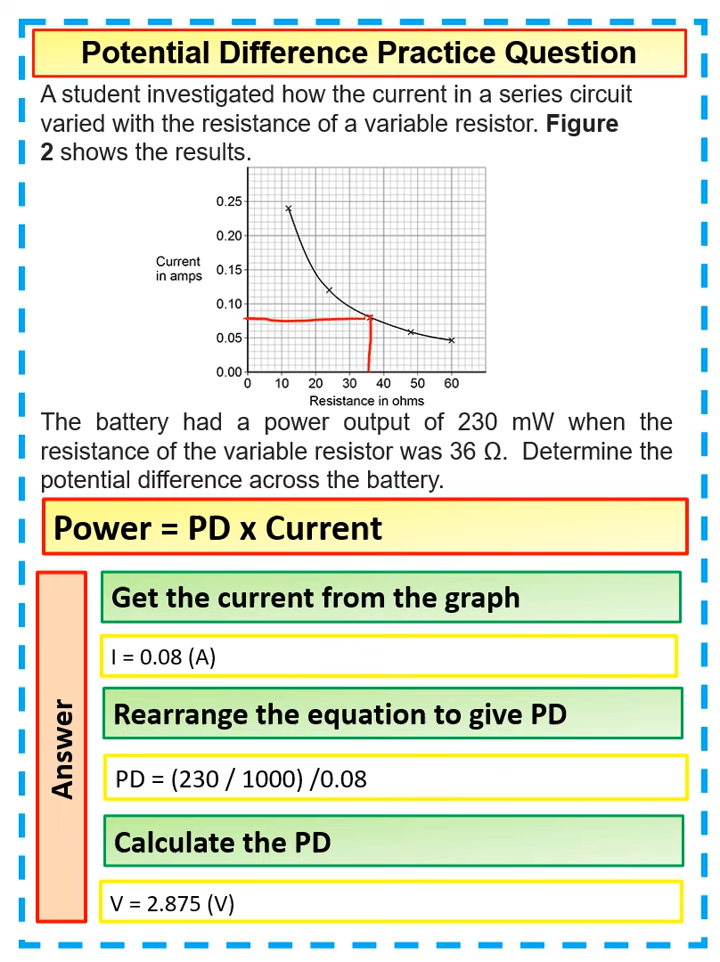 Potential Difference Practice Question
A student investigated how the current in a series circuit
varied with the resistance of a variable resistor. Figure
2 shows the results.
0.25
0.20
Current
in amps
0.15
0.10
0.05
0.00
0 10 20 30 40 50 60
Resistance in ohms
The battery had a power output of 230 mW when the
resistance of the variable resistor was 36 Ω. Determine the
potential difference across the battery.
Power = PD x Current
Answer
Get the current from the graph
I = 0.08 (A)
Rearrange the equation to give PD
PD = (230 / 1000) /0.08
Calculate the PD
V = 2.875 (V)